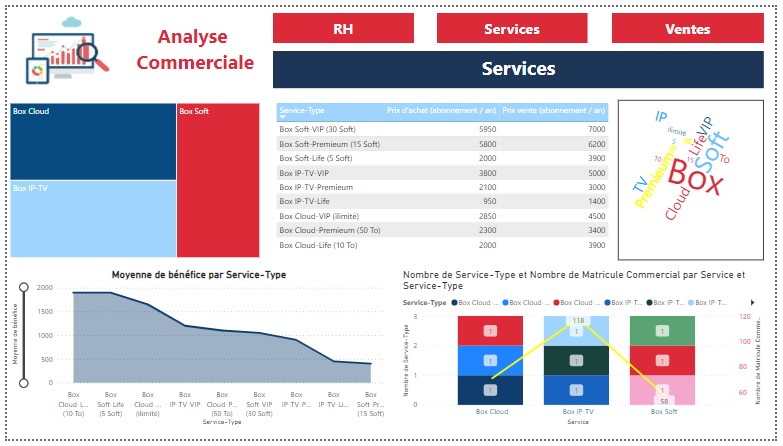 Analyse
Commerciale
RH
Services
Ventes
Services
Box Cloud
Box Soft
Box IP-TV
Service-Type Prix d'achat (abonnement / an) Prix vente (abonnement / an)
Box Soft-VIP (30 Soft) 5950 7000
Box Soft-Premieum (15 Soft) 5800 6200
Box Soft-Life (5 Soft) 2000 3900
Box IP-TV-VIP 3800 5000
Box IP-TV-Premieum 2100 3000
Box IP-TV-Life 950 1400
Box Cloud-VIP (ilimité) 2850 4500
Box Cloud-Premieum (50 To) 2300 3400
Box Cloud-Life (10 To) 2000 3900
IP
ilimité
VIP
5
30
Life
Soft
10
15
To
Premieum
TV
Box
Cloud
Moyenne de bénéfice par Service-Type
Moyenne de bénéfice
2000
1500
1000
500
0
Box Cloud-L... (10 To)
Box Soft-Life (5 Soft)
Box Cloud-... (ilimité)
Box IP-TV-VIP
Box Cloud-P... (50 To)
Box Soft-VIP (30 Soft)
Box IP-TV-P...
Box IP-TV-Li...
Box Soft-Pr... (15 Soft)
Service-Type
Nombre de Service-Type et Nombre de Matricule Commercial par Service et
Service-Type
Service-Type Box Cloud-... Box Cloud-... Box Cloud-... Box IP-T... Box IP-T... Box IP-T...
Nombre de Service-Type
3
2
1
0
1
1
1
118
1
1
1
1
1
1
58
120
100
80
60
Nombre de Matricule Comme...
Box Cloud
Box IP-TV
Box Soft
Service